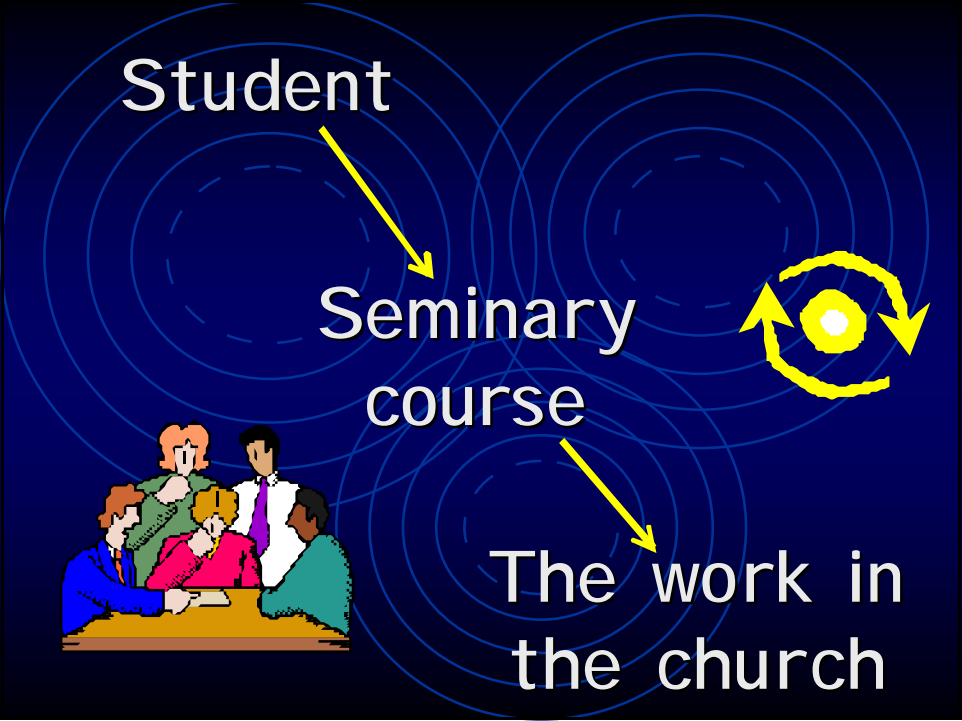 Student
Seminary
course
The work in
the church